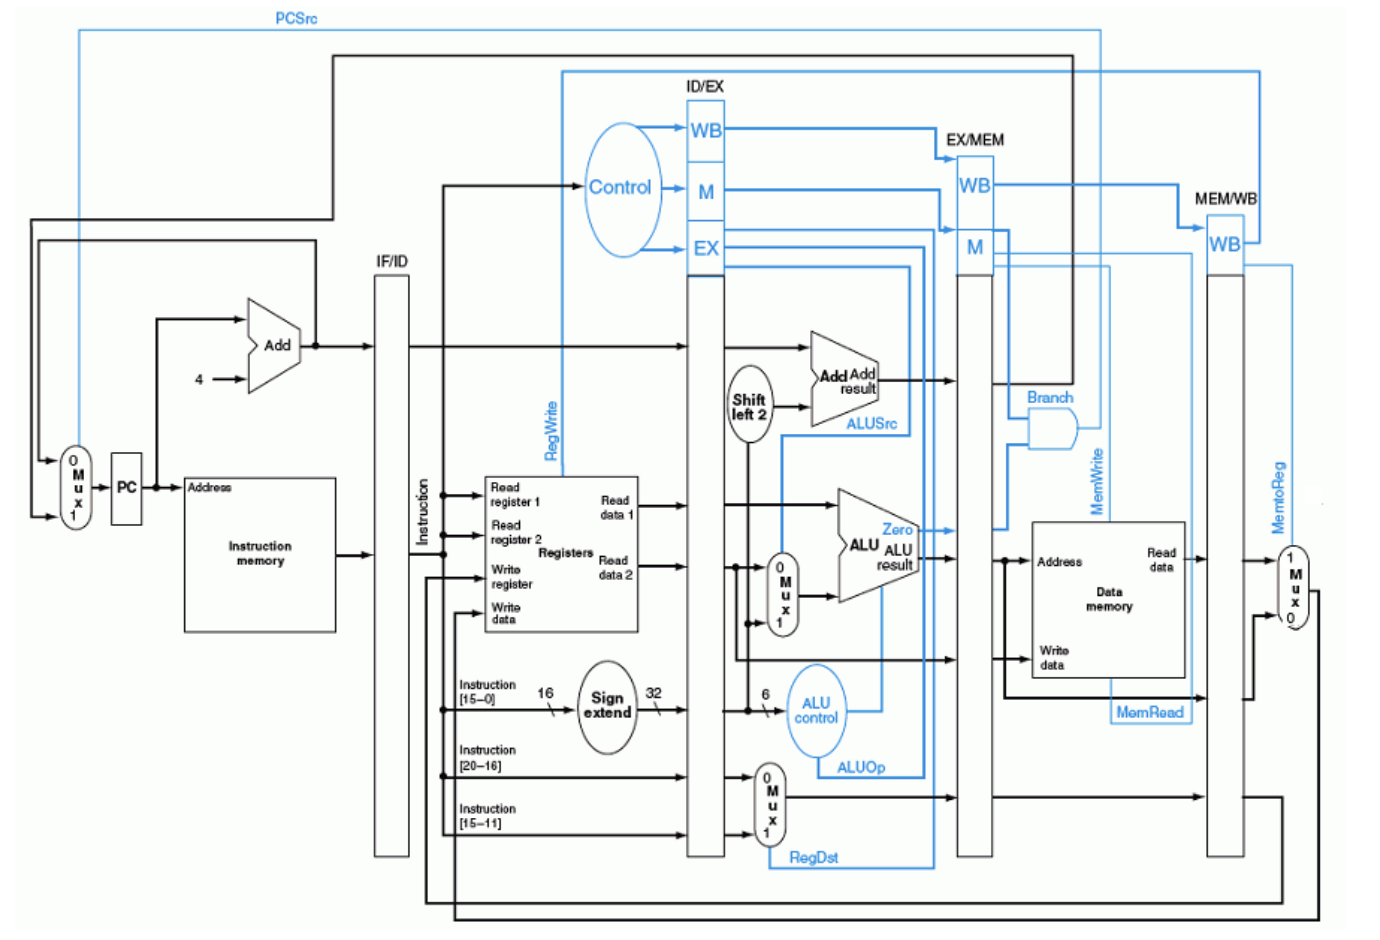 PCSrc
ID/EX
WB
EX/MEM
Control
M
WB
MEM/WB
EX
M
WB
IF/ID
Add
4
Add Add
result
Shift
left 2
Branch
ALUSrc
RegWrite
MemWrite
MemtoReg
0
M
u
x
1
PC
Address
Instruction
memory
Instruction
Read
register 1
Read
register 2
Write
register
Write
data
Registers
Read
data 1
Read
data 2
0
M
u
x
1
Zero
ALU
ALU
result
Address
Read
data
Data
memory
Write
data
1
M
u
x
0
Instruction
[15–0]
16
Sign
extend
32
6
ALU
control
MemRead
Instruction
[20–16]
ALUOp
0
M
u
x
1
Instruction
[15–11]
RegDst